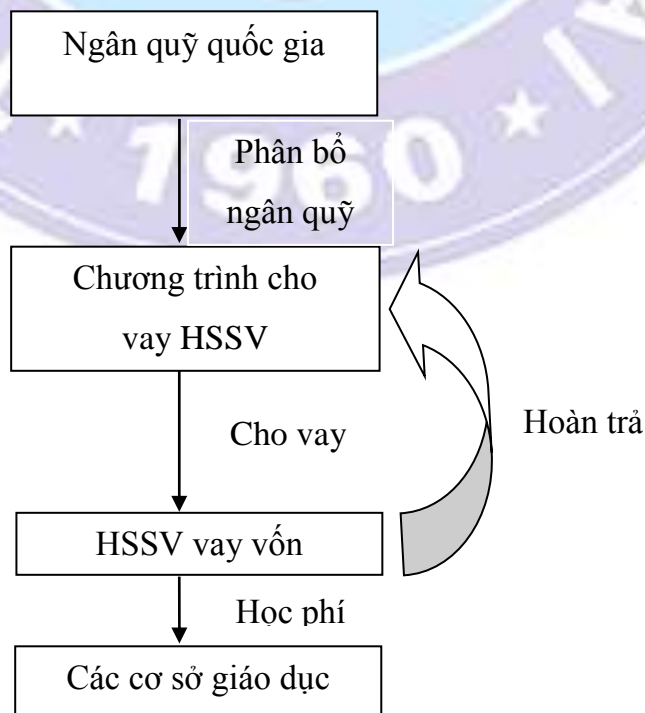 Ngân quỹ quốc gia
1960
Phân bổ
ngân quỹ
Chương trình cho
vay HSSV
Cho vay
Hoàn trả
HSSV vay vốn
Học phí
Các cơ sở giáo dục